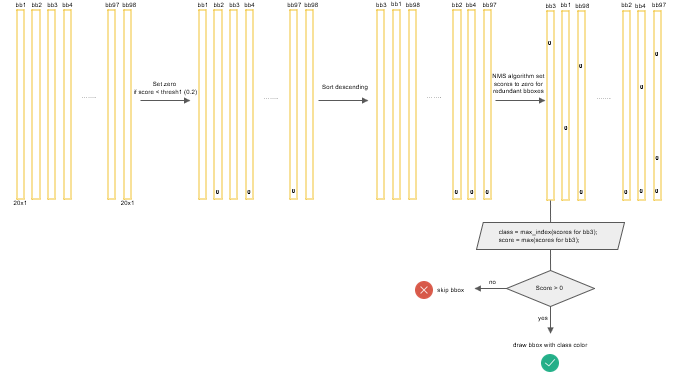 bb1 bb2 bb3 bb4 bb97 bb98
bb1 bb2 bb3 bb4 bb97 bb98
bb3 bb1 bb98 bb2 bb4 bb97
bb3 bb1 bb98 bb2 bb4 bb97
Set zero
if score < thresh1 (0.2)
Sort descending
NMS algorithm set
scores to zero for
redundant bboxes
........
........
........
........
0 0 0
0 0 0
0
0
0
0
0
0
0 0 0 0
20x1 20x1
class = max_index(scores for bb3);
score = max(scores for bb3);
Score > 0
no
skip bbox
yes
draw bbox with class color